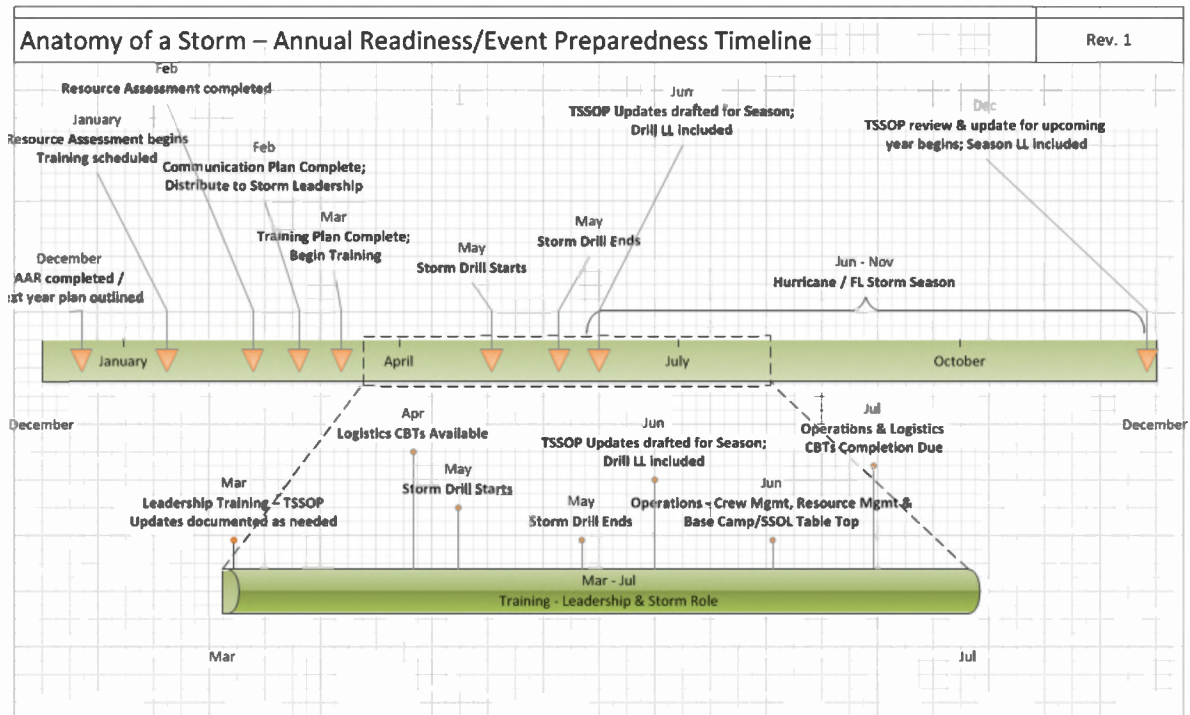 Anatomy of a Storm – Annual Readiness/Event Preparedness Timeline
Rev. 1
Feb
Resource Assessment completed
January
Resource Assessment begins
Training scheduled
Feb
Communication Plan Complete;
Distribute to Storm Leadership
Mar
Training Plan Complete;
Begin Training
December
AAR completed /
xt year plan outlined
May
Storm Drill Starts
May
Storm Drill Ends
Jun
TSSOP Updates drafted for Season;
Drill LL included
Dec
TSSOP review & update for upcoming
year begins; Season LL included
Jun - Nov
Hurricane / FL Storm Season
January
April
July
October
December
December
Apr
Logistics CBTs Available
May
Storm Drill Starts
Mar
Leadership Training – TSSOP
Updates documented as needed
May
Storm Drill Ends
Jun
TSSOP Updates drafted for Season;
Drill LL included
Jun
Operations - Crew Mgmt, Resource Mgmt &
Base Camp/SSOL Table Top
Jul
Operations & Logistics
CBTs Completion Due
Mar - Jul
Training - Leadership & Storm Role
Mar
Jul